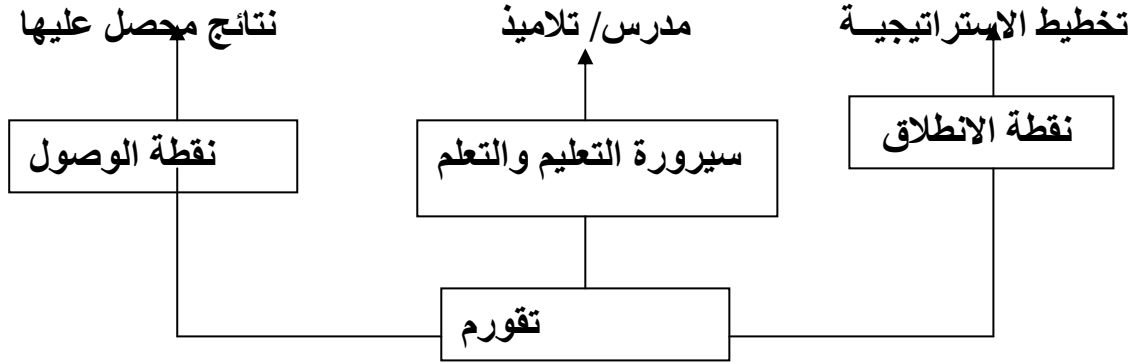 تخطيط الاستراتيجيــة مدرس/ تلاميذ نتائج محصل عليها
نقطة الانطلاق سيرورة التعليم والتعلم نقطة الوصول
تقورم